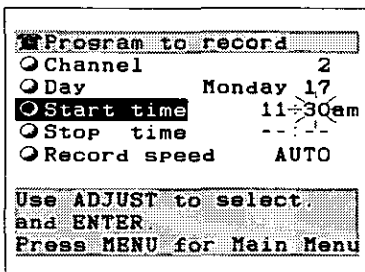 Program to record
Channel 2
Day Monday 17
Start time 11:30am
Stop time --:--
Record speed AUTO
Use ADJUST to select.
and ENTER.
Press MENU for Main Menu